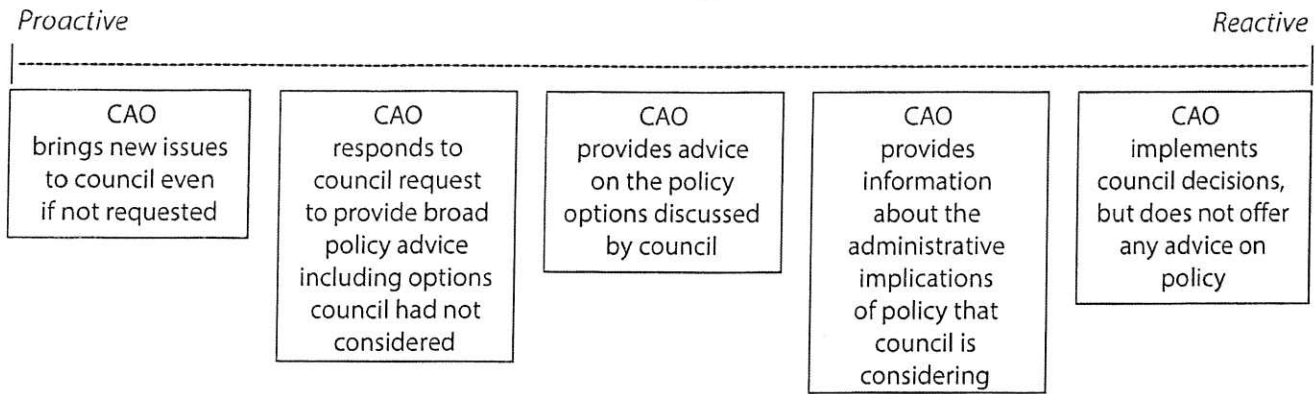 Proactive
Reactive
CAO
brings new issues
to council even
if not requested
CAO
responds to
council request
to provide broad
policy advice
including options
council had not
considered
CAO
provides advice
on the policy
options discussed
by council
CAO
provides
information
about the
administrative
implications
of policy that
council is
considering
CAO
implements
council decisions,
but does not offer
any advice on
policy